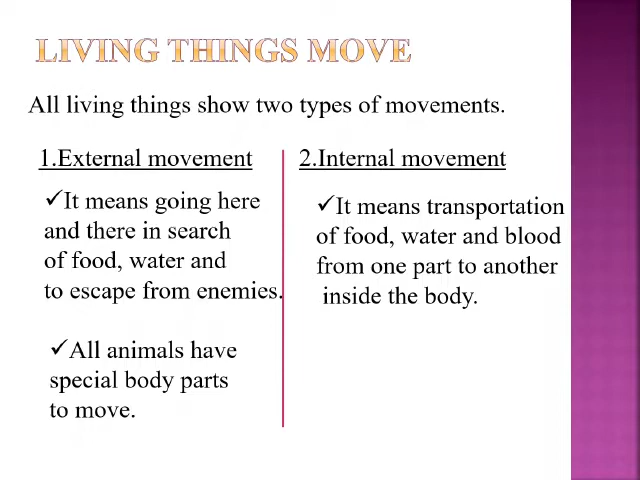 LIVING THINGS MOVE
All living things show two types of movements.
1.External movement
✓It means going here
and there in search
of food, water and
to escape from enemies.
✓All animals have
special body parts
to move.
2.Internal movement
✓It means transportation
of food, water and blood
from one part to another
inside the body.